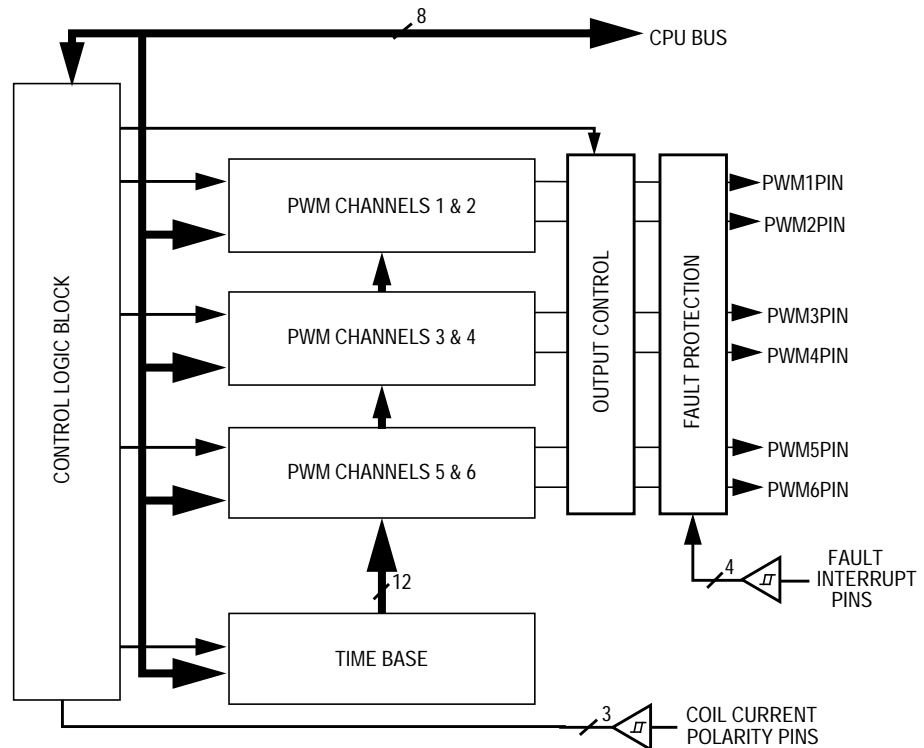 8
CPU BUS
CONTROL LOGIC BLOCK
PWM CHANNELS 1 & 2
PWM CHANNELS 3 & 4
PWM CHANNELS 5 & 6
12
TIME BASE
OUTPUT CONTROL
FAULT PROTECTION
PWM1PIN
PWM2PIN
PWM3PIN
PWM4PIN
PWM5PIN
PWM6PIN
4
FAULT
INTERRUPT
PINS
3
COIL CURRENT
POLARITY PINS